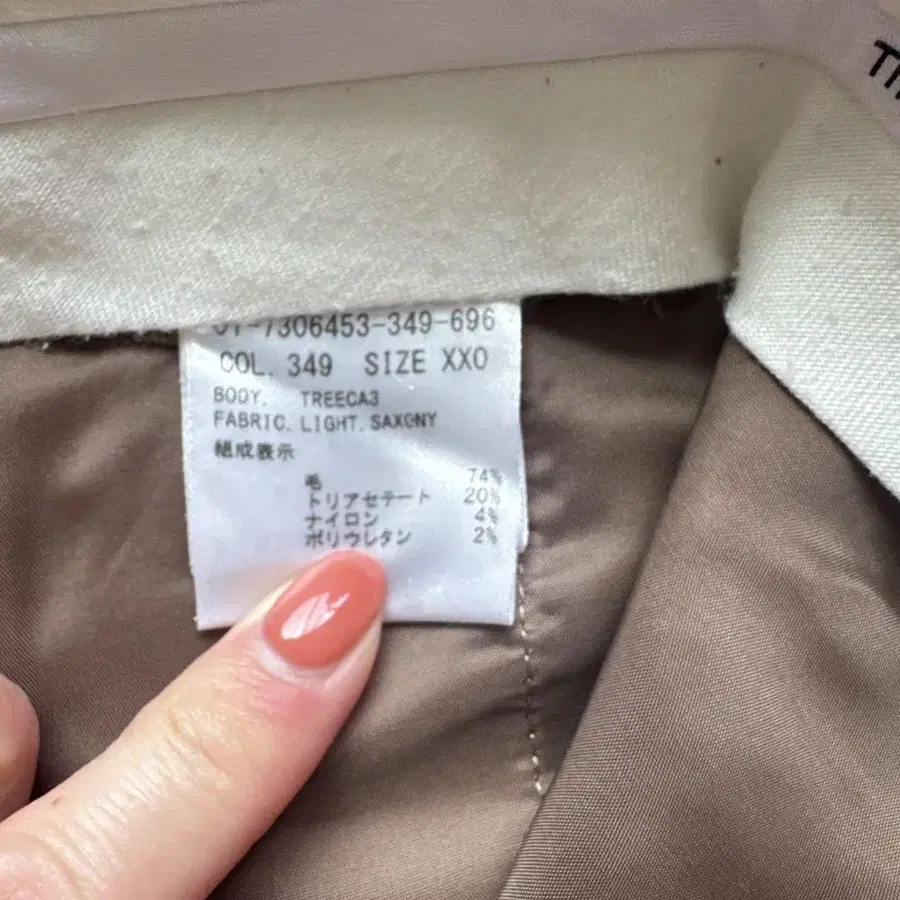 01-7306453-349-696
COL. 349 SIZE XXO
BODY. TREECA3
FABRIC. LIGHT. SAXONY
組成表示
毛 74%
トリアセテート 20%
ナイロン 4%
ポリウレタン 2%